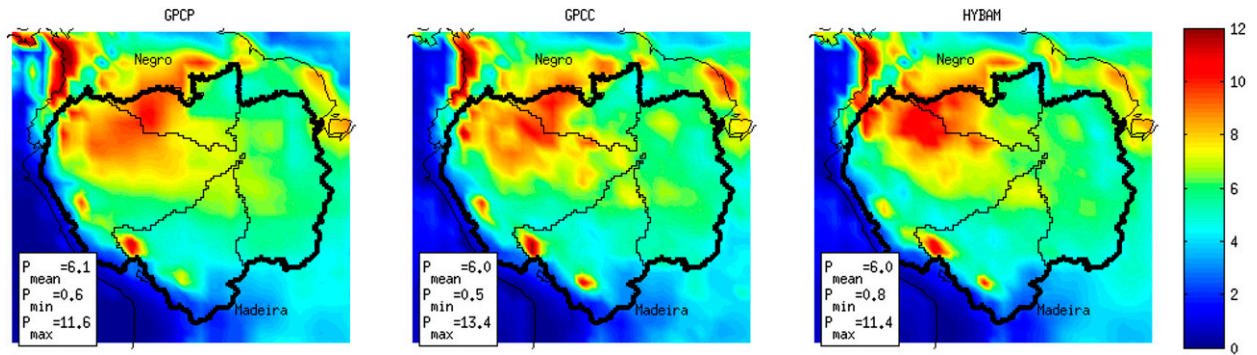 GPCP
GPCC
HYBAM
Negro
Madeira
P mean =6.1
P min =0.6
P max =11.6
Negro
Madeira
P mean =6.0
P min =0.5
P max =13.4
Negro
Madeira
P mean =6.0
P min =0.8
P max =11.4
12
10
8
6
4
2
0